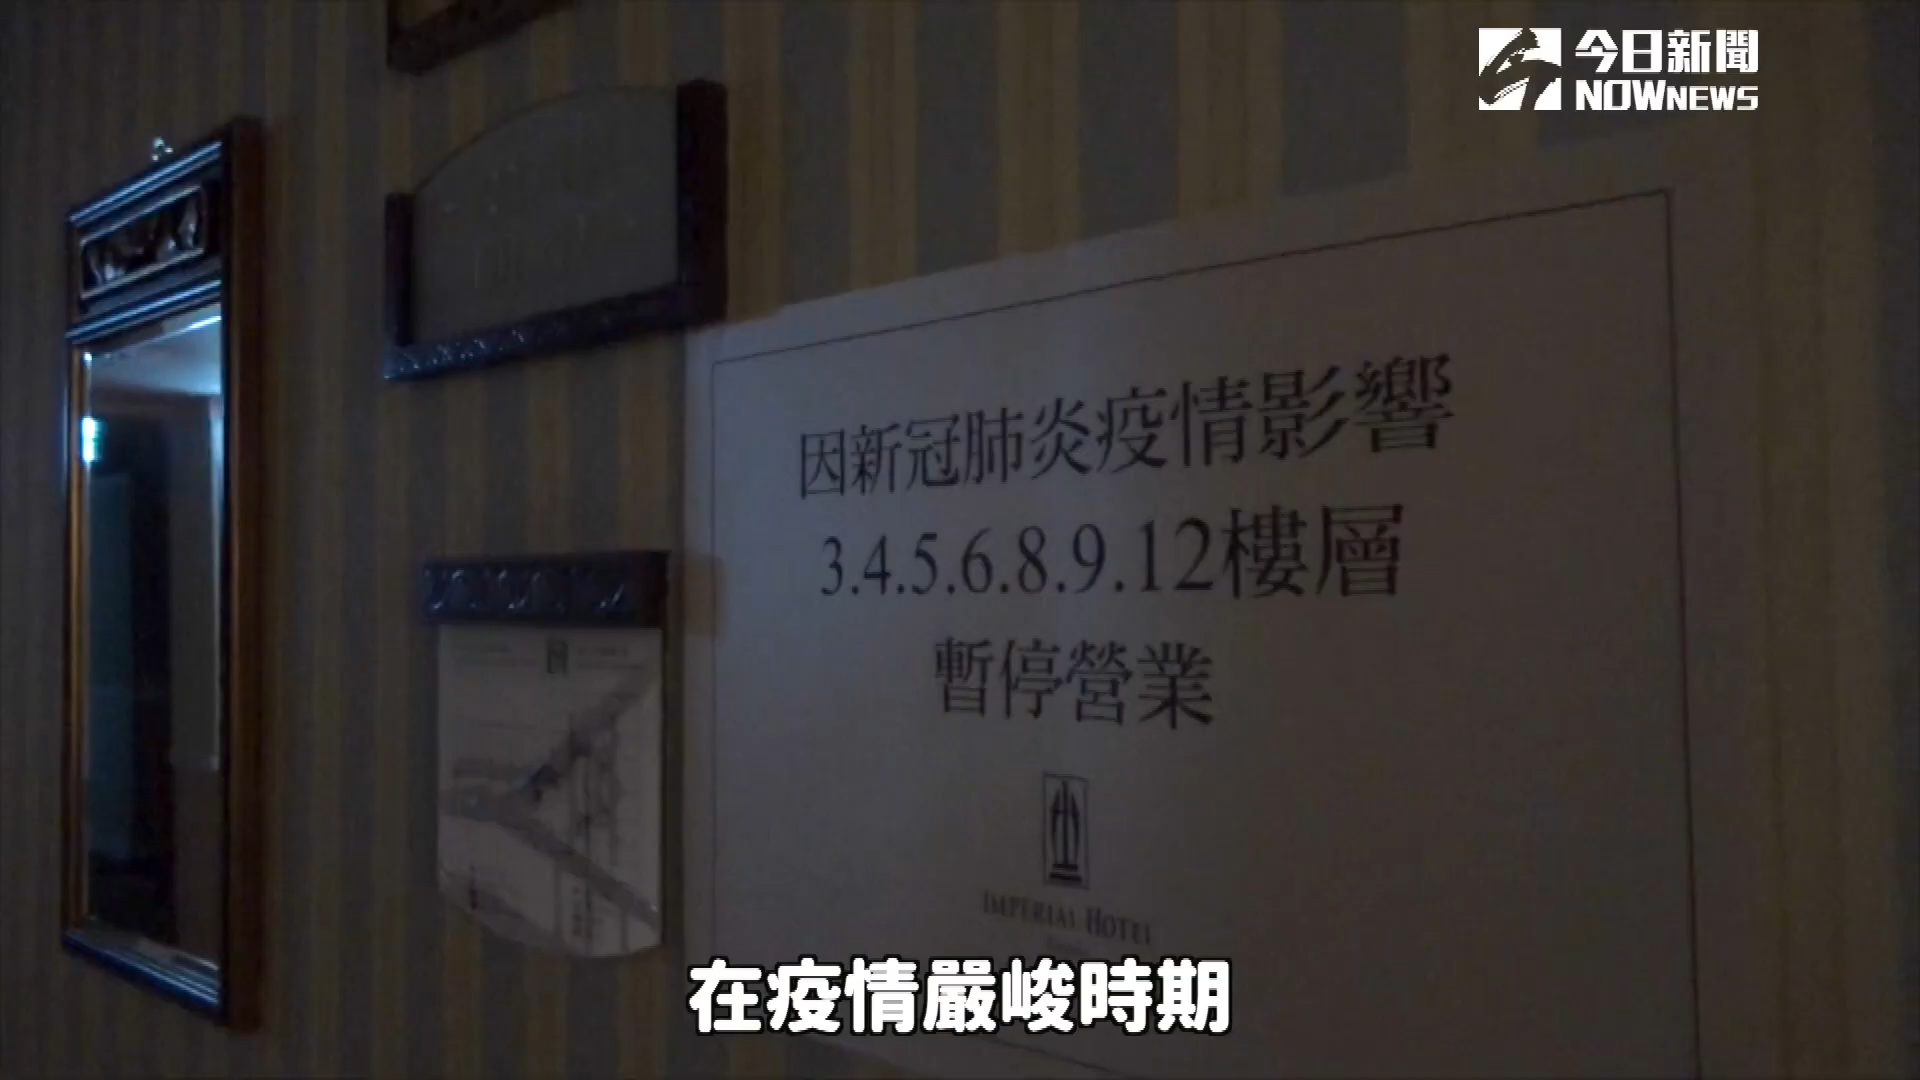 今日新聞
NOWNEWS
因新冠肺炎疫情影響
3.4.5.6.8.9.12樓層
暫停營業
IMPERIAL HOTEL
在疫情嚴峻時期